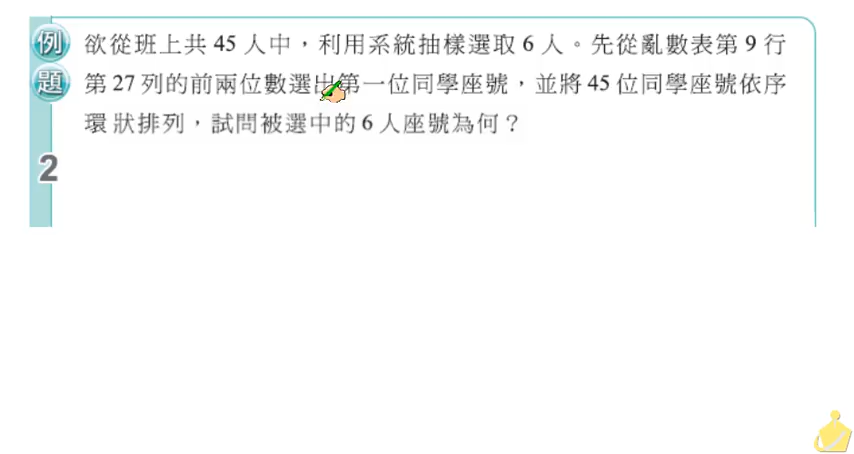 例題2
欲從班上共 45 人中，利用系統抽樣選取 6 人。先從亂數表第 9 行
第 27 列的前兩位數選出第一位同學座號，並將 45 位同學座號依序
環狀排列，試問被選中的 6 人座號為何？